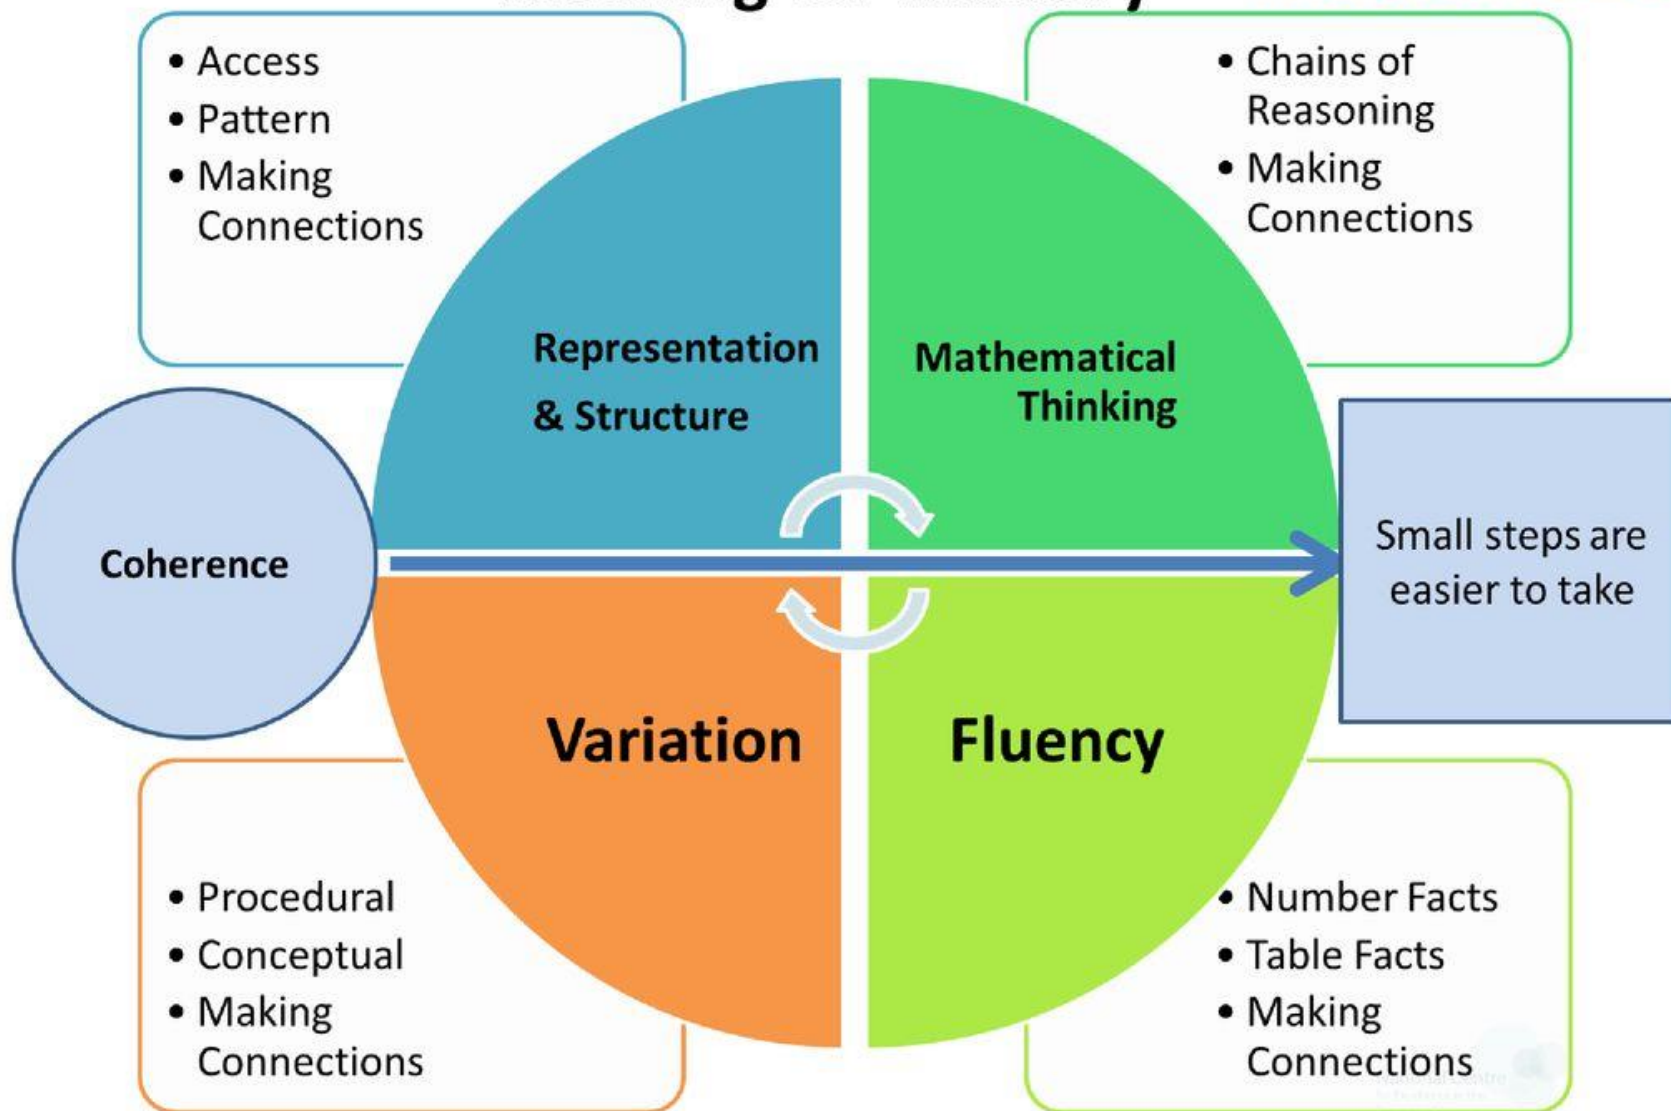 • Access
• Pattern
• Making
Connections
• Chains of
Reasoning
• Making
Connections
Representation
& Structure
Mathematical
Thinking
Coherence
Small steps are
easier to take
Variation
Fluency
• Procedural
• Conceptual
• Making
Connections
• Number Facts
• Table Facts
• Making
Connections